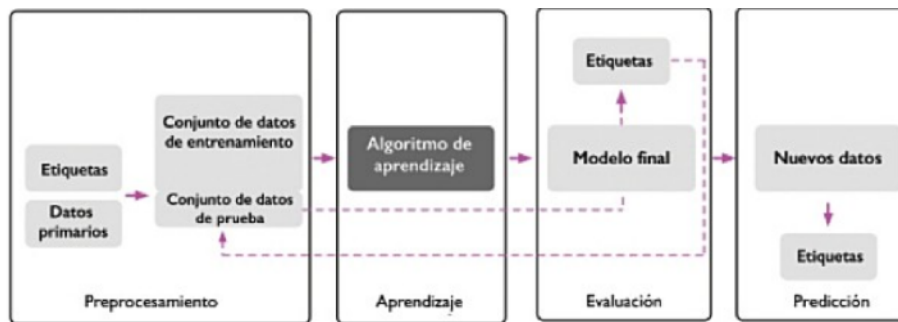 Etiquetas
Datos
primarios
Conjunto de datos
de entrenamiento
Conjunto de datos
de prueba
Preprocesamiento
Algoritmo de
aprendizaje
Aprendizaje
Etiquetas
Modelo final
Evaluación
Nuevos datos
Etiquetas
Predicción